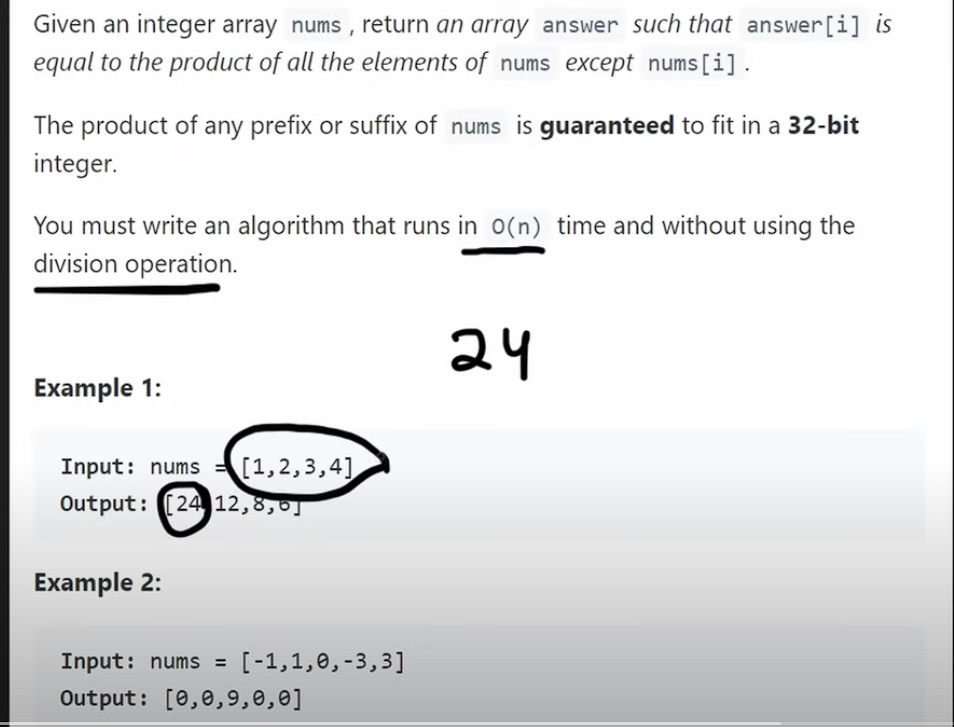 Given an integer array nums, return an array answer such that answer[i] is
equal to the product of all the elements of nums except nums[i].
The product of any prefix or suffix of nums is guaranteed to fit in a 32-bit
integer.
You must write an algorithm that runs in O(n) time and without using the
division operation.
24
Example 1:
Input: nums = [1,2,3,4]
Output: [24,12,8,6]
Example 2:
Input: nums = [-1,1,0,-3,3]
Output: [0,0,9,0,0]